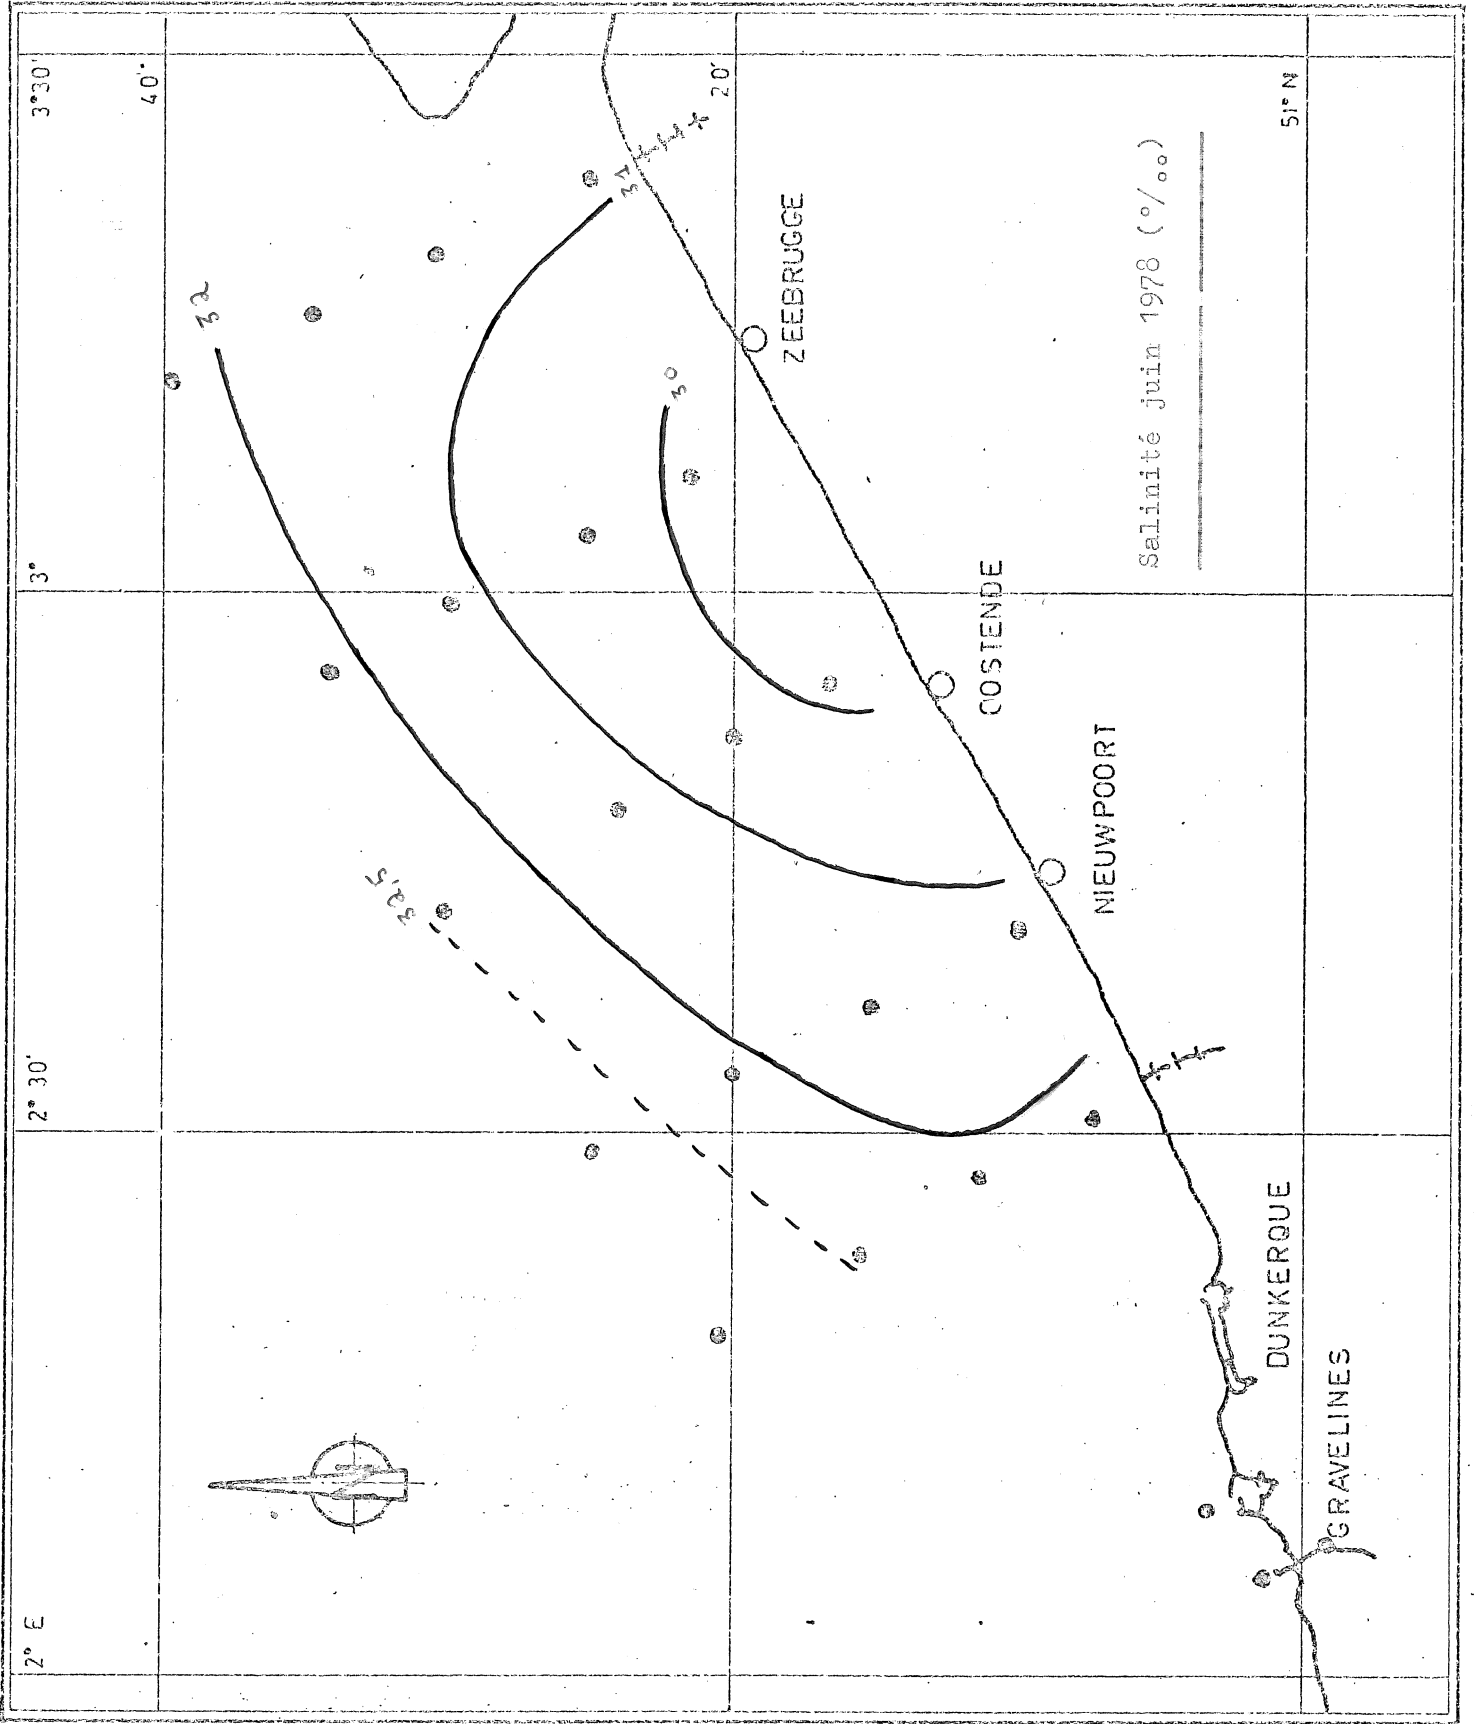 2° E
2° 30'
3°
3°30'
40'
20'
51° N
32,5
32
31
30
ZEEBRUGGE
OOSTENDE
NIEUWPOORT
DUNKERQUE
GRAVELINES
Salinité juin 1978 (°/oo)
N